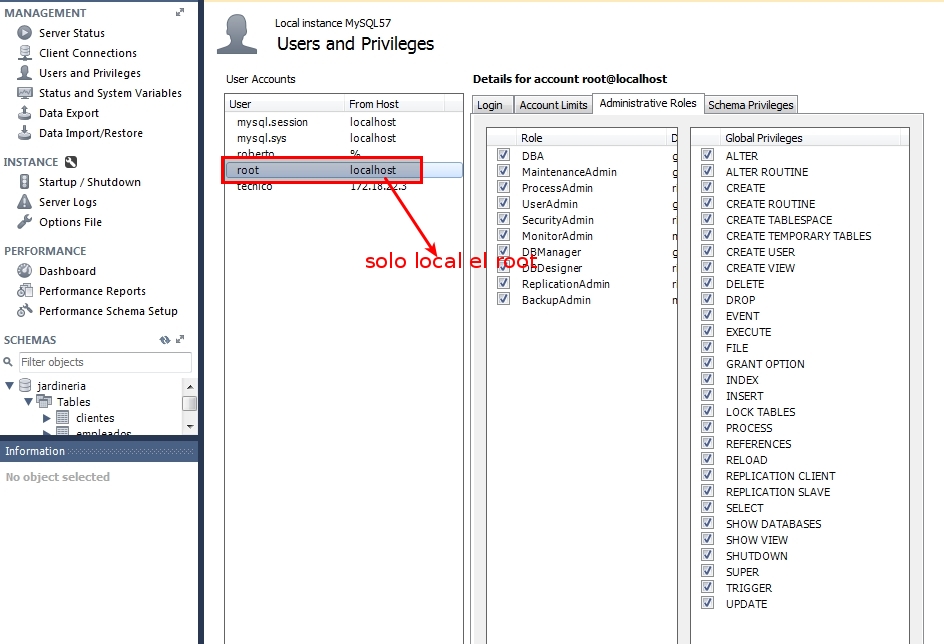 MANAGEMENT
Server Status
Client Connections
Users and Privileges
Status and System Variables
Data Export
Data Import/Restore
INSTANCE
Startup / Shutdown
Server Logs
Options File
PERFORMANCE
Dashboard
Performance Reports
Performance Schema Setup
SCHEMAS
Filter objects
jardineria
Tables
clientes
empleados
Information
No object selected
Local instance MySQL57
Users and Privileges
User Accounts
User From Host
mysql.session localhost
mysql.sys localhost
roberto %
root localhost
tecnico 172.18.22.3
solo local el root
Details for account root@localhost
Login Account Limits Administrative Roles Schema Privileges
Role D
DBA g
MaintenanceAdmin g
ProcessAdmin r
UserAdmin g
SecurityAdmin r
MonitorAdmin m
DBManager g
DBDesigner r
ReplicationAdmin r
BackupAdmin m
Global Privileges
ALTER
ALTER ROUTINE
CREATE
CREATE ROUTINE
CREATE TABLESPACE
CREATE TEMPORARY TABLES
CREATE USER
CREATE VIEW
DELETE
DROP
EVENT
EXECUTE
FILE
GRANT OPTION
INDEX
INSERT
LOCK TABLES
PROCESS
REFERENCES
RELOAD
REPLICATION CLIENT
REPLICATION SLAVE
SELECT
SHOW DATABASES
SHOW VIEW
SHUTDOWN
SUPER
TRIGGER
UPDATE